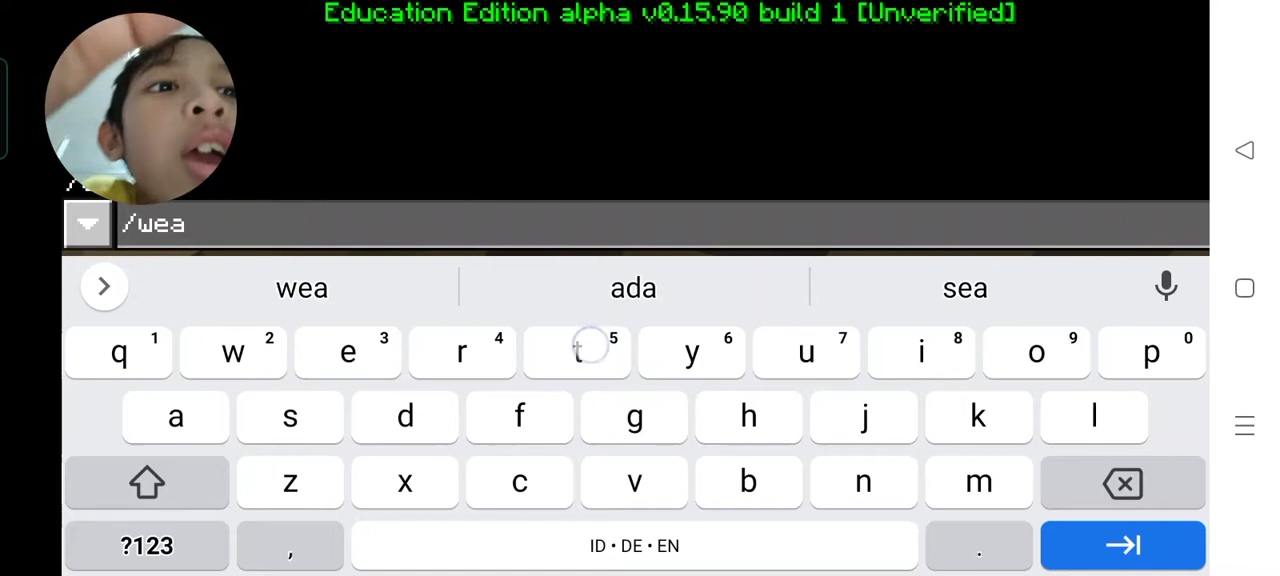 Education Edition alpha v0.15.90 build 1 [Unverified]
/wea
wea ada sea
q 1 w 2 e 3 r 4 t 5 y 6 u 7 i 8 o 9 p 0
a s d f g h j k l
z x c v b n m
?123 , ID • DE • EN .